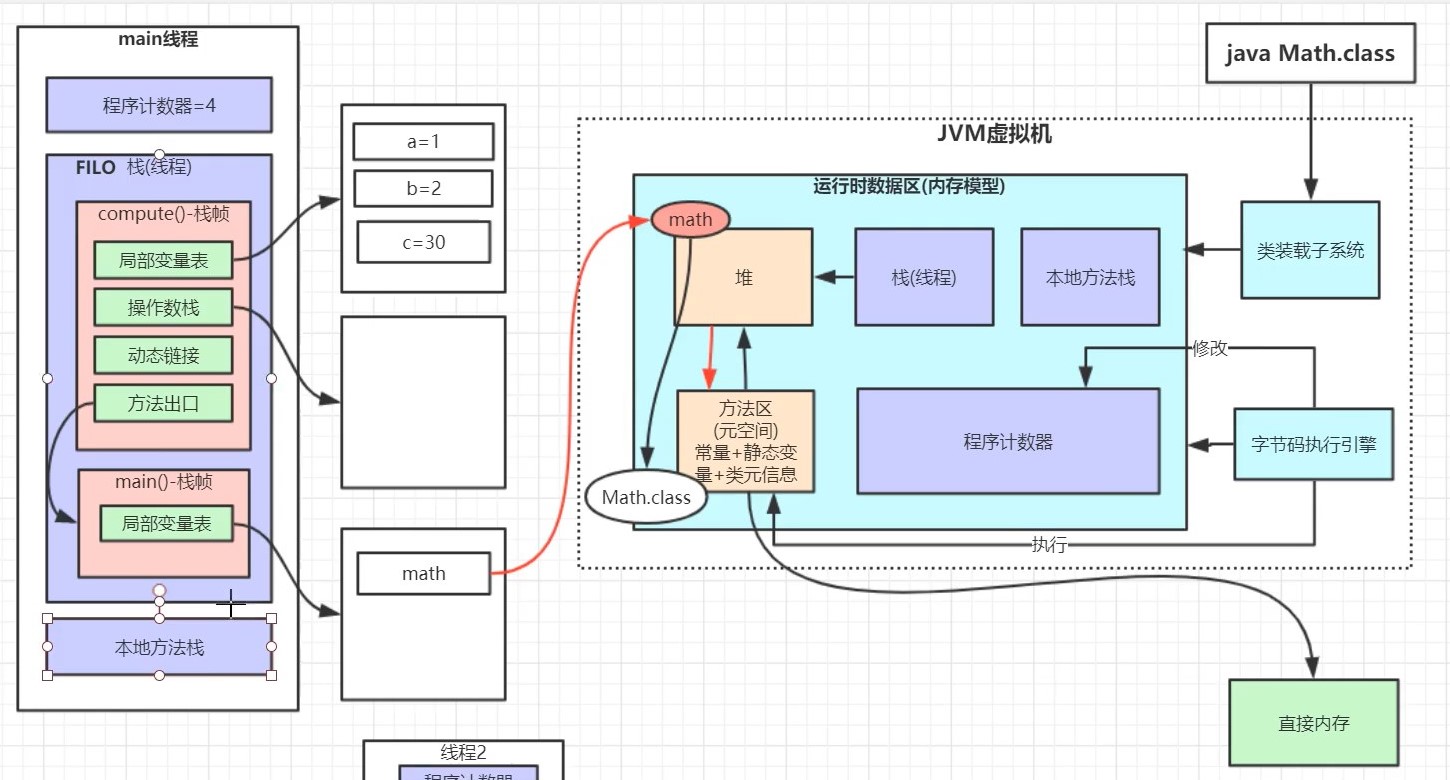 main线程
程序计数器=4
FILO 栈(线程)
compute()-栈帧
局部变量表
操作数栈
动态链接
方法出口
main()-栈帧
局部变量表
本地方法栈
a=1
b=2
c=30
math
线程2
程序计数器
java Math.class
JVM虚拟机
运行时数据区(内存模型)
math
堆
栈(线程)
本地方法栈
类装载子系统
修改
方法区
(元空间)
常量+静态变
量+类元信息
程序计数器
字节码执行引擎
Math.class
执行
直接内存